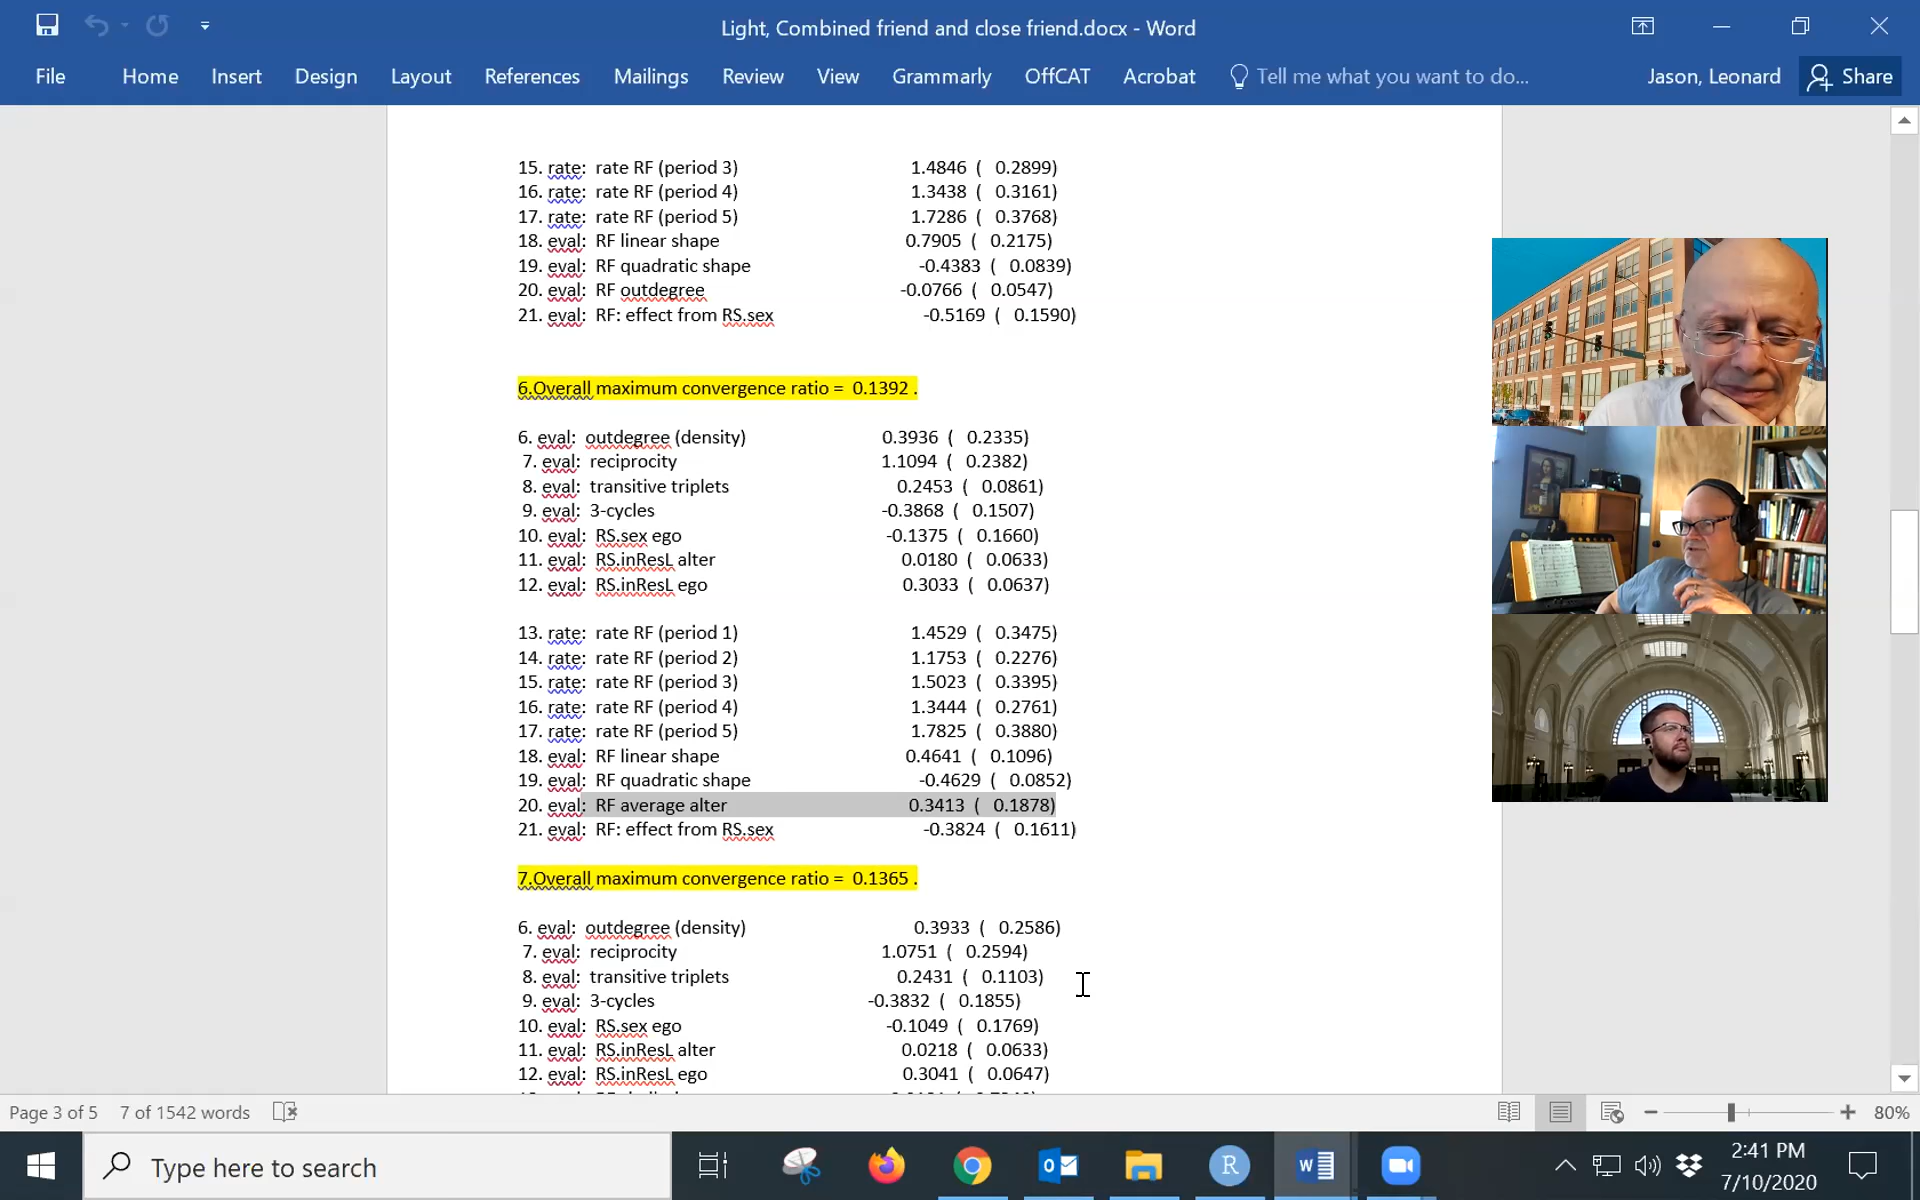 Light, Combined friend and close friend.docx - Word
File Home Insert Design Layout References Mailings Review View Grammarly OffCAT Acrobat Tell me what you want to do... Jason, Leonard Share
15. rate: rate RF (period 3) 1.4846 ( 0.2899)
16. rate: rate RF (period 4) 1.3438 ( 0.3161)
17. rate: rate RF (period 5) 1.7286 ( 0.3768)
18. eval: RF linear shape 0.7905 ( 0.2175)
19. eval: RF quadratic shape -0.4383 ( 0.0839)
20. eval: RF outdegree -0.0766 ( 0.0547)
21. eval: RF: effect from RS.sex -0.5169 ( 0.1590)
6.Overall maximum convergence ratio = 0.1392 .
6. eval: outdegree (density) 0.3936 ( 0.2335)
7. eval: reciprocity 1.1094 ( 0.2382)
8. eval: transitive triplets 0.2453 ( 0.0861)
9. eval: 3-cycles -0.3868 ( 0.1507)
10. eval: RS.sex ego -0.1375 ( 0.1660)
11. eval: RS.inResL alter 0.0180 ( 0.0633)
12. eval: RS.inResL ego 0.3033 ( 0.0637)
13. rate: rate RF (period 1) 1.4529 ( 0.3475)
14. rate: rate RF (period 2) 1.1753 ( 0.2276)
15. rate: rate RF (period 3) 1.5023 ( 0.3395)
16. rate: rate RF (period 4) 1.3444 ( 0.2761)
17. rate: rate RF (period 5) 1.7825 ( 0.3880)
18. eval: RF linear shape 0.4641 ( 0.1096)
19. eval: RF quadratic shape -0.4629 ( 0.0852)
20. eval: RF average alter 0.3413 ( 0.1878)
21. eval: RF: effect from RS.sex -0.3824 ( 0.1611)
7.Overall maximum convergence ratio = 0.1365 .
6. eval: outdegree (density) 0.3933 ( 0.2586)
7. eval: reciprocity 1.0751 ( 0.2594)
8. eval: transitive triplets 0.2431 ( 0.1103)
9. eval: 3-cycles -0.3832 ( 0.1855)
10. eval: RS.sex ego -0.1049 ( 0.1769)
11. eval: RS.inResL alter 0.0218 ( 0.0633)
12. eval: RS.inResL ego 0.3041 ( 0.0647)
Page 3 of 5 7 of 1542 words 80%
Type here to search
2:41 PM
7/10/2020